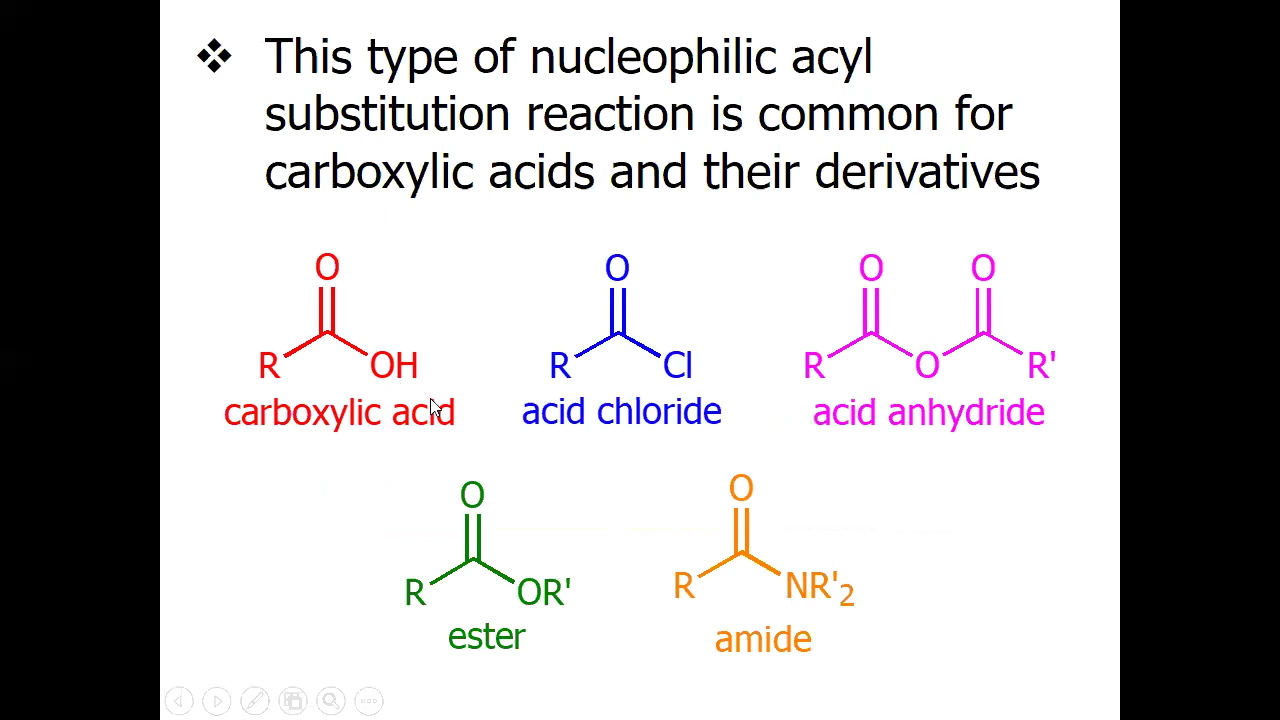 ❖ This type of nucleophilic acyl
substitution reaction is common for
carboxylic acids and their derivatives
O O O O
R OH R Cl R O R'
carboxylic acid acid chloride acid anhydride
O O
R OR' R NR'2
ester amide